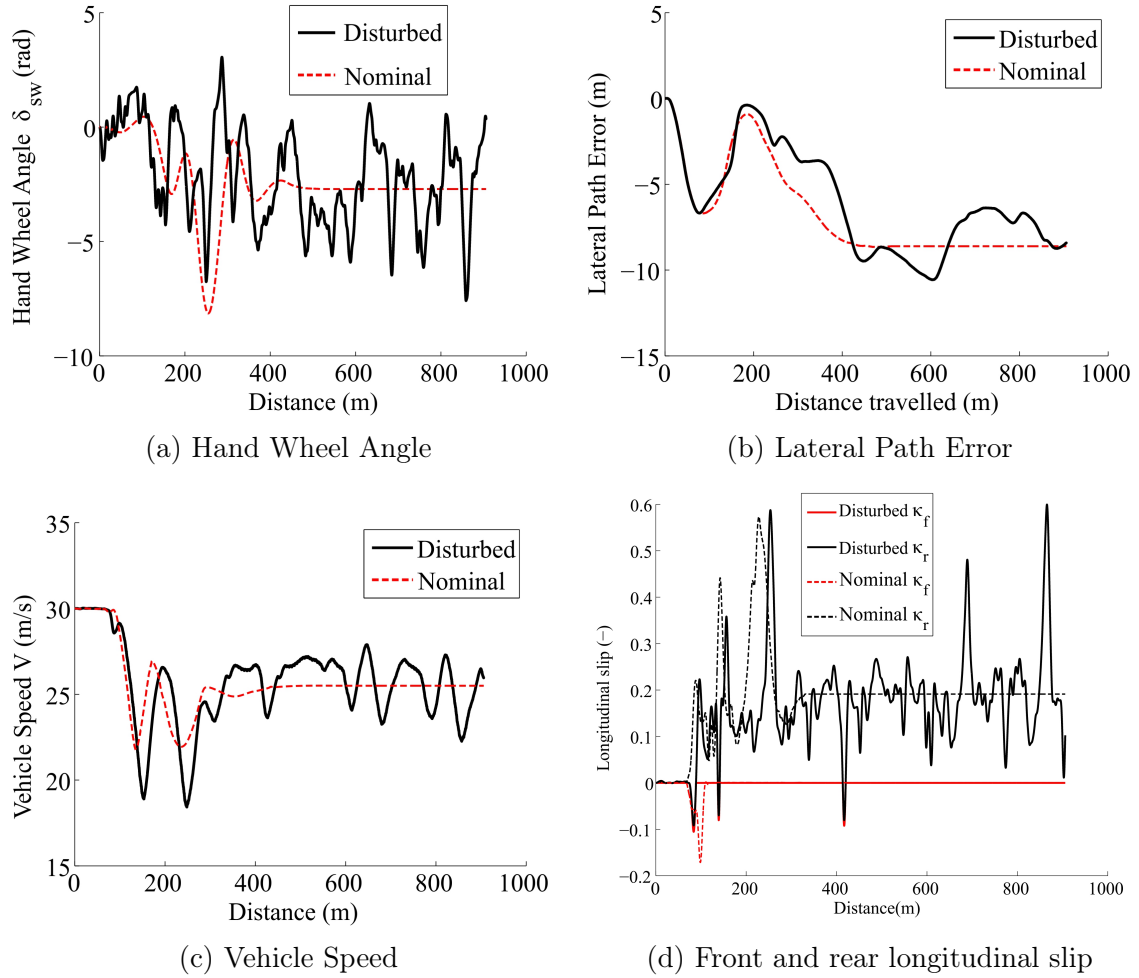 5
0
−5
−10
0 200 400 600 800 1000
Hand Wheel Angle δsw (rad)
Distance (m)
Disturbed
Nominal
(a) Hand Wheel Angle
5
0
−5
−10
−15
0 200 400 600 800 1000
Lateral Path Error (m)
Distance travelled (m)
Disturbed
Nominal
(b) Lateral Path Error
35
30
25
20
15
0 200 400 600 800 1000
Vehicle Speed V (m/s)
Distance (m)
Disturbed
Nominal
(c) Vehicle Speed
0.6
0.5
0.4
0.3
0.2
0.1
0
−0.1
−0.2
0 200 400 600 800 1000
Longitudinal slip (−)
Distance(m)
Disturbed κf
Disturbed κr
Nominal κf
Nominal κr
(d) Front and rear longitudinal slip